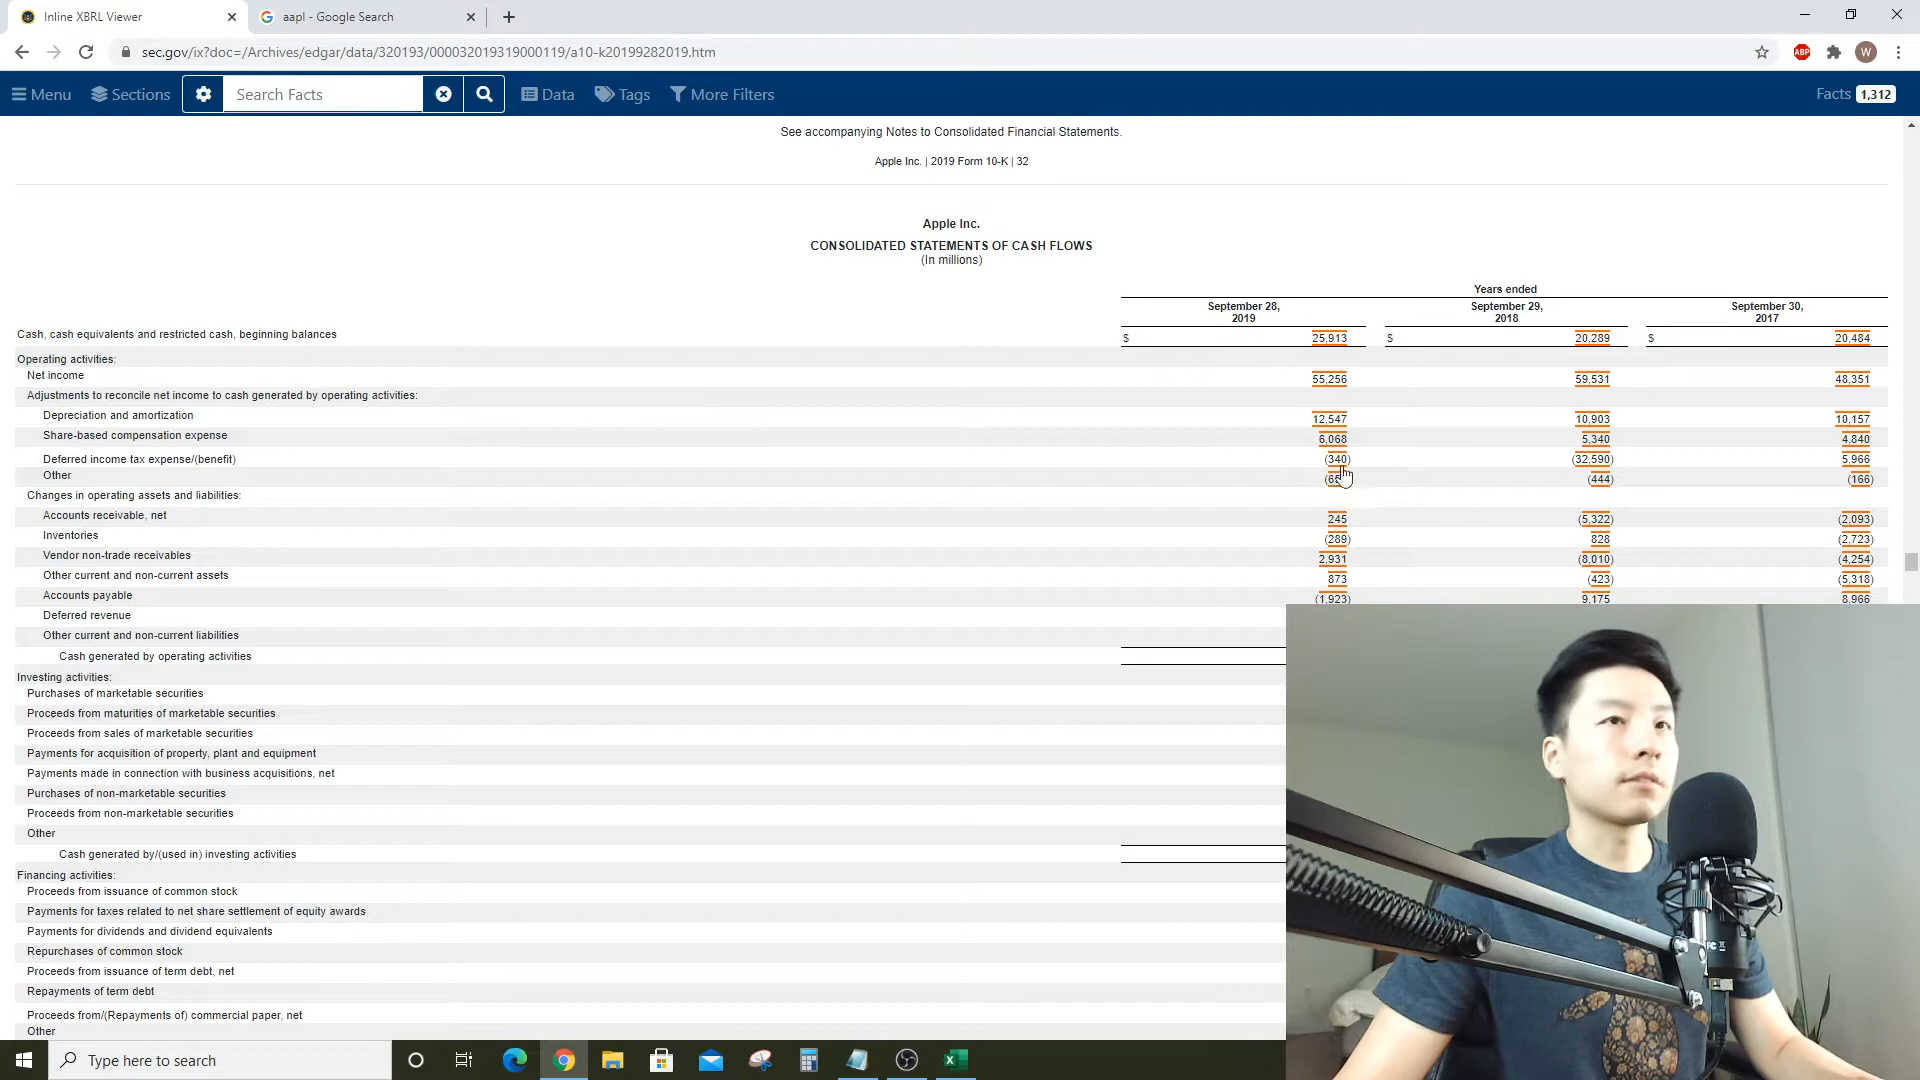 Inline XBRL Viewer
aapl - Google Search
sec.gov/ix?doc=/Archives/edgar/data/320193/000032019319000119/a10-k20199282019.htm
ABP
W
Menu
Sections
Search Facts
Data
Tags
More Filters
Facts 1,312
See accompanying Notes to Consolidated Financial Statements.
Apple Inc. | 2019 Form 10-K | 32
Apple Inc.
CONSOLIDATED STATEMENTS OF CASH FLOWS
(In millions)
Years ended
September 28, 2019 September 29, 2018 September 30, 2017
Cash, cash equivalents and restricted cash, beginning balances $ 25,913 $ 20,289 $ 20,484
Operating activities:
Net income 55,256 59,531 48,351
Adjustments to reconcile net income to cash generated by operating activities:
Depreciation and amortization 12,547 10,903 10,157
Share-based compensation expense 6,068 5,340 4,840
Deferred income tax expense/(benefit) (340) (32,590) 5,966
Other (444) (166)
Changes in operating assets and liabilities:
Accounts receivable, net 245 (5,322) (2,093)
Inventories (289) 828 (2,723)
Vendor non-trade receivables 2,931 (8,010) (4,254)
Other current and non-current assets 873 (423) (5,318)
Accounts payable (1,923) 9,175 8,966
Deferred revenue
Other current and non-current liabilities
Cash generated by operating activities
Investing activities:
Purchases of marketable securities
Proceeds from maturities of marketable securities
Proceeds from sales of marketable securities
Payments for acquisition of property, plant and equipment
Payments made in connection with business acquisitions, net
Purchases of non-marketable securities
Proceeds from non-marketable securities
Other
Cash generated by/(used in) investing activities
Financing activities:
Proceeds from issuance of common stock
Payments for taxes related to net share settlement of equity awards
Payments for dividends and dividend equivalents
Repurchases of common stock
Proceeds from issuance of term debt, net
Repayments of term debt
Proceeds from/(Repayments of) commercial paper, net
Other
Type here to search